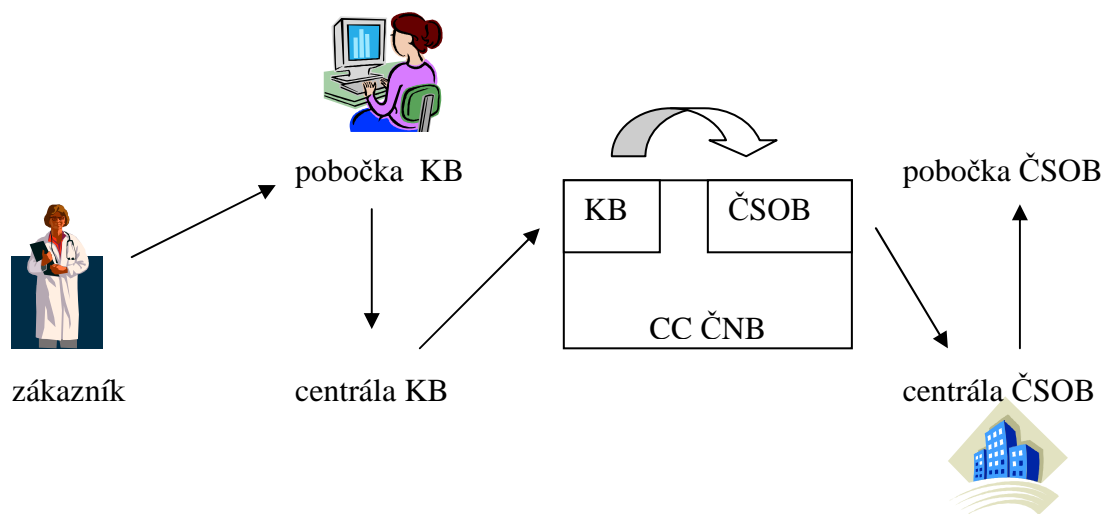 pobočka KB
pobočka ČSOB
KB
ČSOB
CC ČNB
zákazník
centrála KB
centrála ČSOB